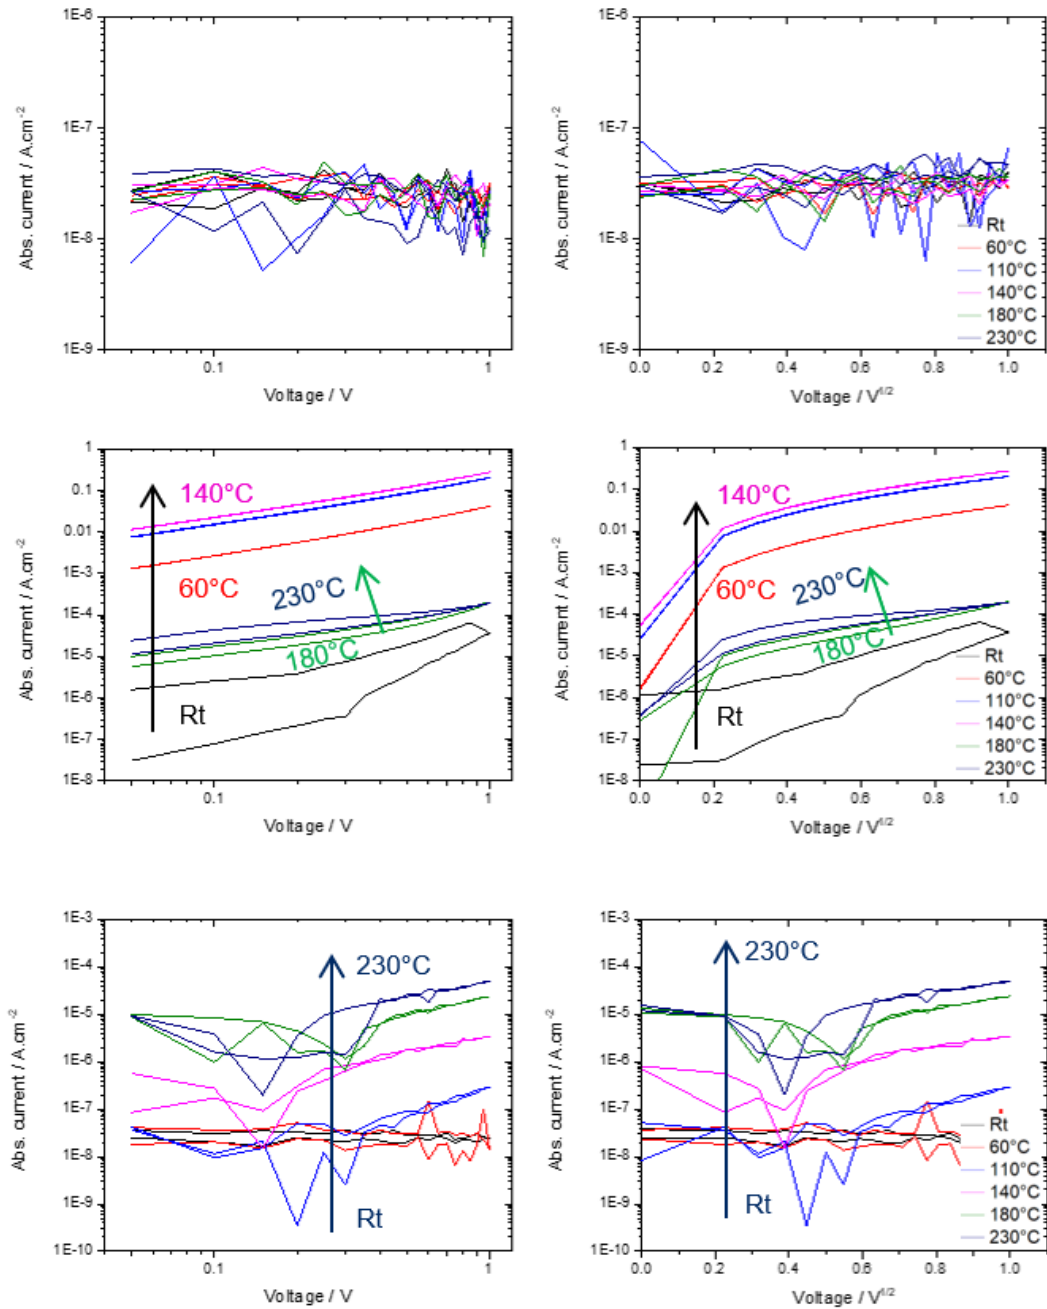 1E-6
1E-7
1E-8
1E-9
Abs. current / A.cm-2
0.1
1
Voltage / V
1E-6
1E-7
1E-8
1E-9
Abs. current / A.cm-2
0.0
0.2
0.4
0.6
0.8
1.0
Voltage / V1/2
Rt
60°C
110°C
140°C
180°C
230°C
1
0.1
0.01
1E-3
1E-4
1E-5
1E-6
1E-7
1E-8
Abs. current / A.cm-2
140°C
60°C
230°C
180°C
Rt
0.1
1
Voltage / V
1
0.1
0.01
1E-3
1E-4
1E-5
1E-6
1E-7
1E-8
Abs. current / A.cm-2
140°C
60°C
230°C
180°C
Rt
Rt
60°C
110°C
140°C
180°C
230°C
0.0
0.2
0.4
0.6
0.8
1.0
Voltage / V1/2
1E-3
1E-4
1E-5
1E-6
1E-7
1E-8
1E-9
1E-10
Abs. current / A.cm-2
230°C
Rt
0.1
1
Voltage / V
1E-3
1E-4
1E-5
1E-6
1E-7
1E-8
1E-9
1E-10
Abs. current / A.cm-2
230°C
Rt
Rt
60°C
110°C
140°C
180°C
230°C
0.0
0.2
0.4
0.6
0.8
1.0
Voltage / V1/2